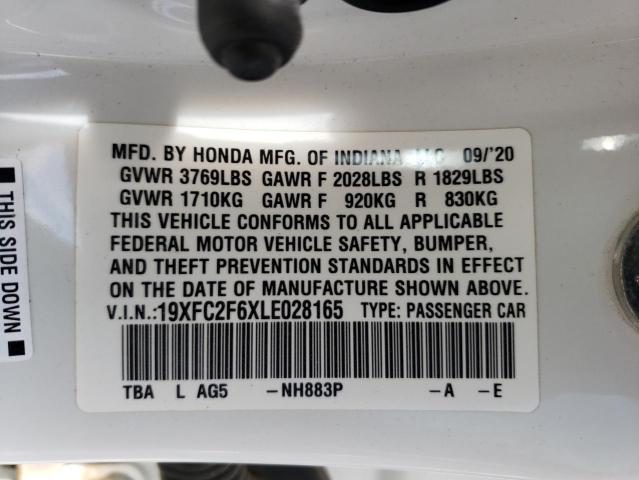 MFD. BY HONDA MFG. OF INDIANA, LLC 09/'20
GVWR 3769LBS GAWR F 2028LBS R 1829LBS
GVWR 1710KG GAWR F 920KG R 830KG
THIS VEHICLE CONFORMS TO ALL APPLICABLE
FEDERAL MOTOR VEHICLE SAFETY, BUMPER,
AND THEFT PREVENTION STANDARDS IN EFFECT
ON THE DATE OF MANUFACTURE SHOWN ABOVE.
V.I.N.:19XFC2F6XLE028165 TYPE: PASSENGER CAR
TBA L AG5 -NH883P -A -E
THIS SIDE DOWN